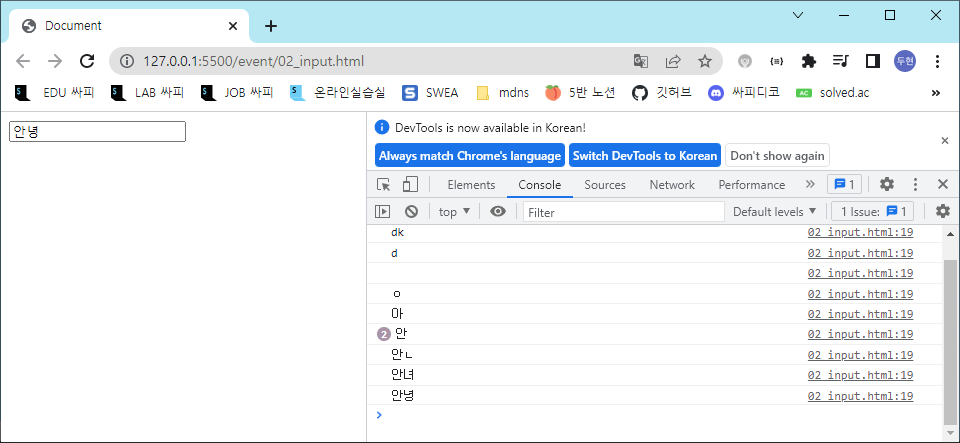 Document
127.0.0.1:5500/event/02_input.html
두현
EDU 싸피 LAB 싸피 JOB 싸피 온라인실습실 SWEA mdns 5반 노션 깃허브 싸피디코 solved.ac »
안녕
DevTools is now available in Korean!
Always match Chrome's language Switch DevTools to Korean Don't show again
Elements Console Sources Network Performance » 1
top Filter Default levels 1 Issue: 1
dk 02_input.html:19
d 02_input.html:19
02_input.html:19
ㅇ 02_input.html:19
아 02_input.html:19
2 안 02_input.html:19
안ㄴ 02_input.html:19
안녀 02_input.html:19
안녕 02_input.html:19